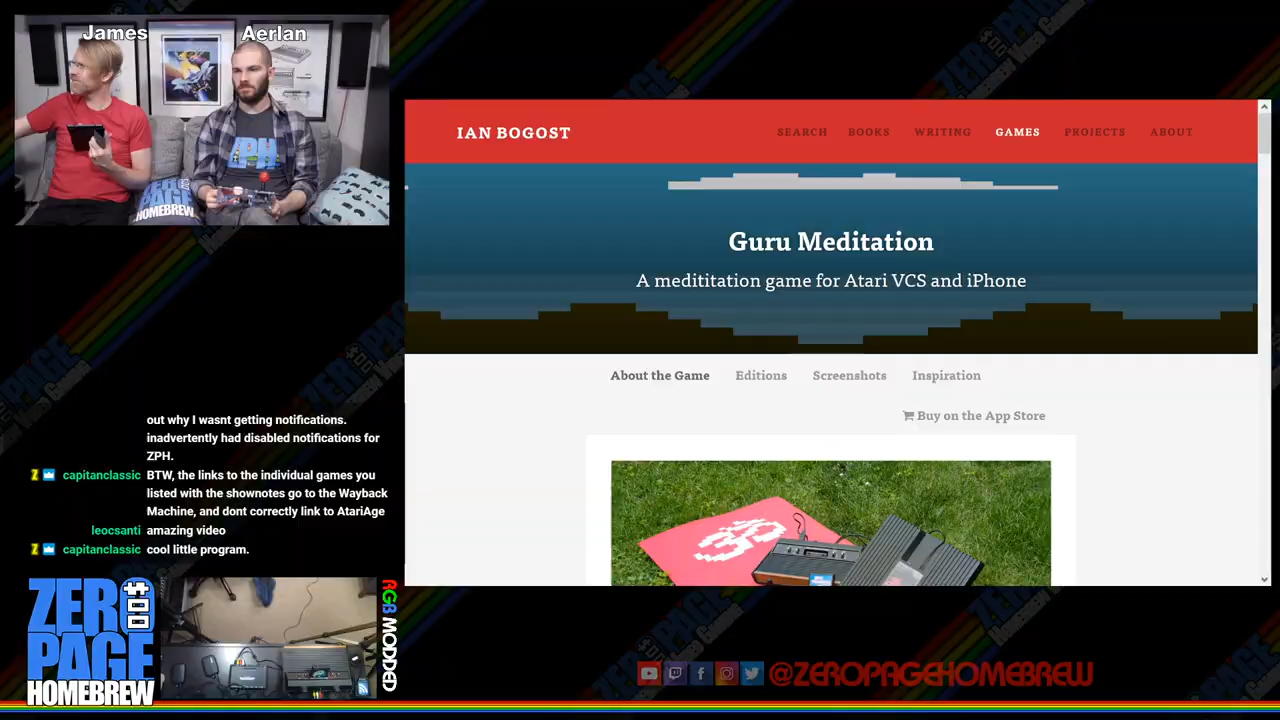 James
Aerlan
ZERO
PAGE
HOMEBREW
IAN BOGOST
SEARCH
BOOKS
WRITING
GAMES
PROJECTS
ABOUT
Guru Meditation
A medititation game for Atari VCS and iPhone
About the Game
Editions
Screenshots
Inspiration
Buy on the App Store
out why I wasnt getting notifications.
inadvertently had disabled notifications for
ZPH.
capitanclassic BTW, the links to the individual games you
listed with the shownotes go to the Wayback
Machine, and dont correctly link to AtariAge
leocsanti amazing video
capitanclassic cool little program.
ZERO
PAGE
HOMEBREW
RGB MODDED
@ZEROPAGEHOMEBREW